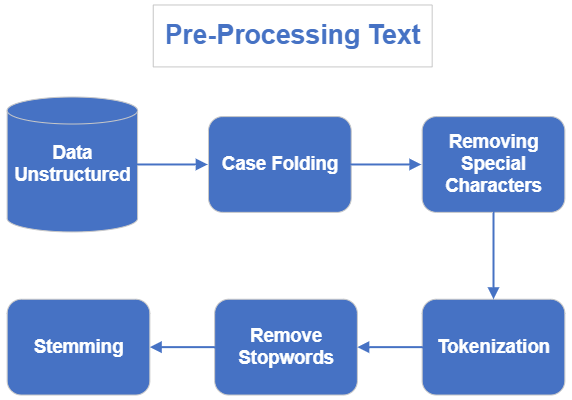 Pre-Processing Text
Data
Unstructured
Case Folding
Removing
Special
Characters
Tokenization
Remove
Stopwords
Stemming